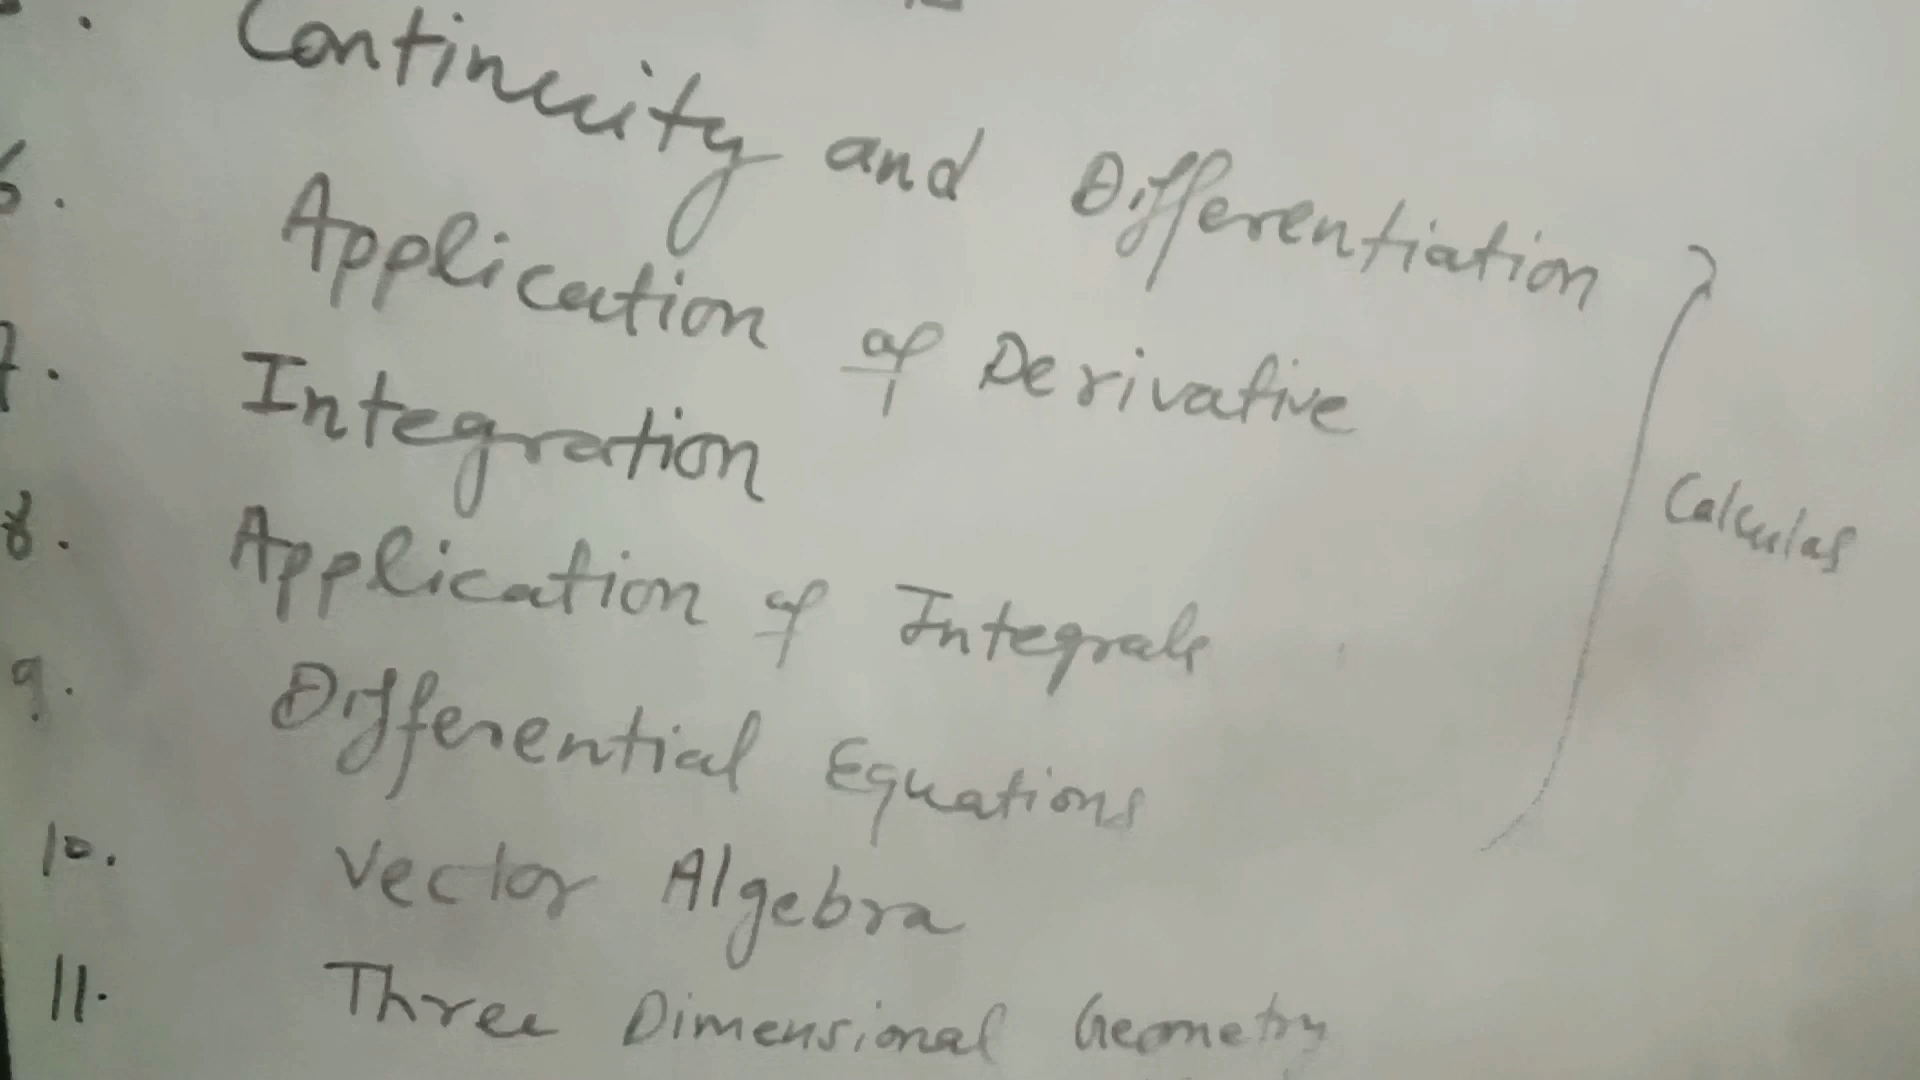 Continuity and Differentiation
6. Application of Derivative
7. Integration
Calculas
8. Application of Integrals
9. Differential Equations
10. Vector Algebra
11. Three Dimensional Geometry